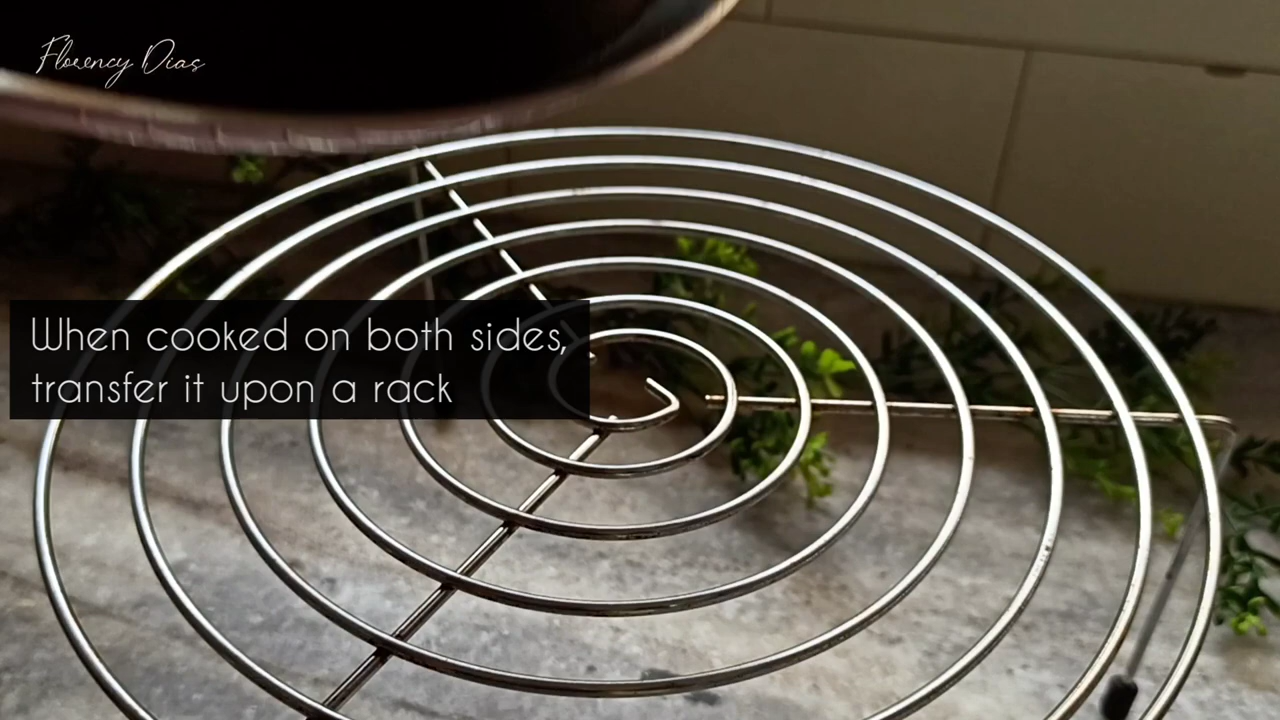 Florency Dias
When cooked on both sides,
transfer it upon a rack